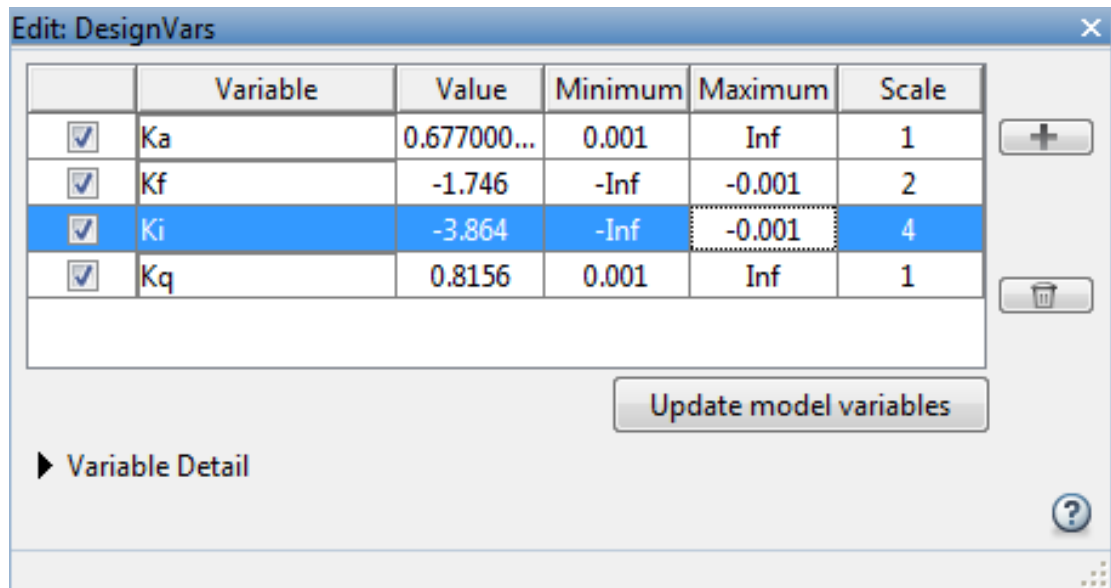 Edit: DesignVars
Variable Value Minimum Maximum Scale
Ka 0.677000... 0.001 Inf 1
Kf -1.746 -Inf -0.001 2
Ki -3.864 -Inf -0.001 4
Kq 0.8156 0.001 Inf 1
Update model variables
Variable Detail